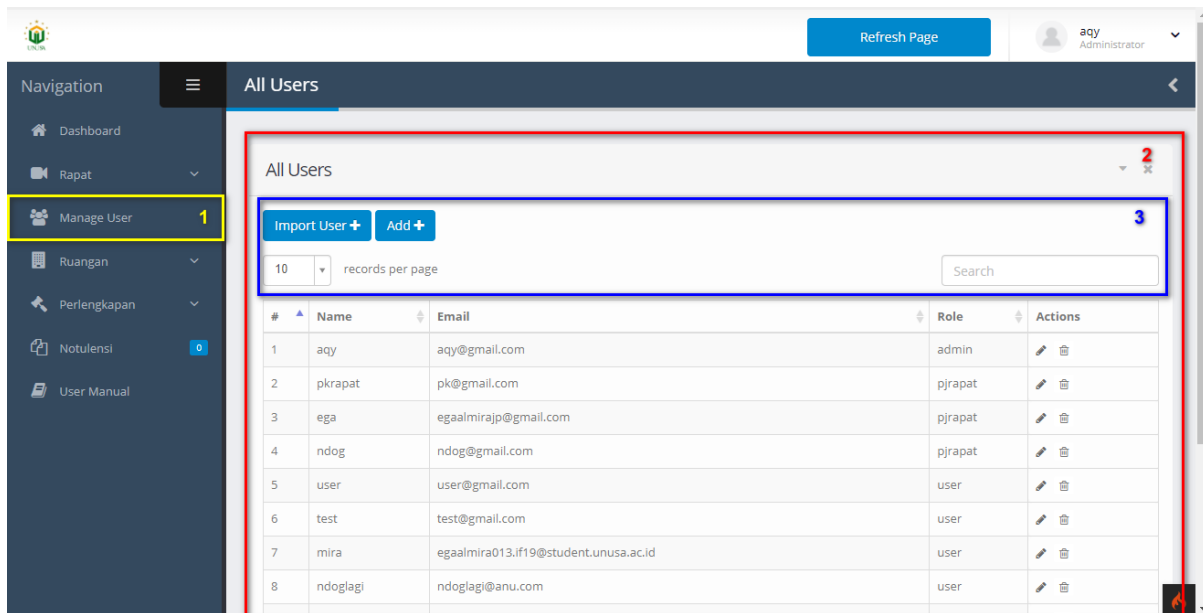 UNUSA
Refresh Page
aqy
Administrator
Navigation
All Users
Dashboard
Rapat
Manage User 1
Ruangan
Perlengkapan
Notulensi 0
User Manual
All Users 2
Import User + Add + 3
10 records per page Search
# Name Email Role Actions
1 aqy aqy@gmail.com admin
2 pkrapat pk@gmail.com pjrapat
3 ega egaalmirajp@gmail.com pjrapat
4 ndog ndog@gmail.com pjrapat
5 user user@gmail.com user
6 test test@gmail.com user
7 mira egaalmira013.if19@student.unusa.ac.id user
8 ndoglagi ndoglagi@anu.com user